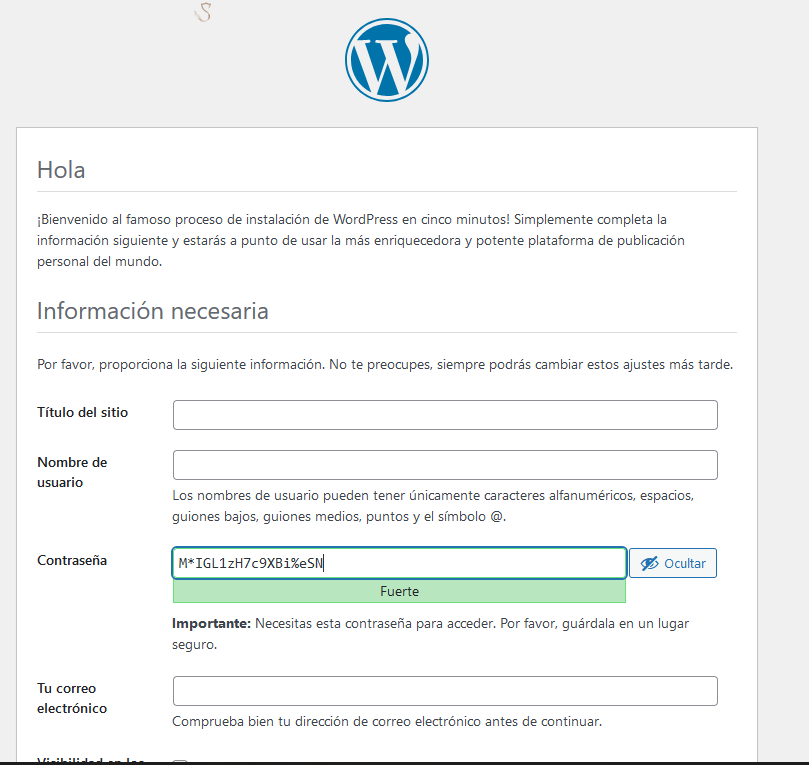 Hola
¡Bienvenido al famoso proceso de instalación de WordPress en cinco minutos! Simplemente completa la
información siguiente y estarás a punto de usar la más enriquecedora y potente plataforma de publicación
personal del mundo.
Información necesaria
Por favor, proporciona la siguiente información. No te preocupes, siempre podrás cambiar estos ajustes más tarde.
Título del sitio
Nombre de
usuario
Los nombres de usuario pueden tener únicamente caracteres alfanuméricos, espacios,
guiones bajos, guiones medios, puntos y el símbolo @.
Contraseña
M*IGL1zH7c9XBi%eSN
Ocultar
Fuerte
Importante: Necesitas esta contraseña para acceder. Por favor, guárdala en un lugar
seguro.
Tu correo
electrónico
Comprueba bien tu dirección de correo electrónico antes de continuar.
Visibilidad en los